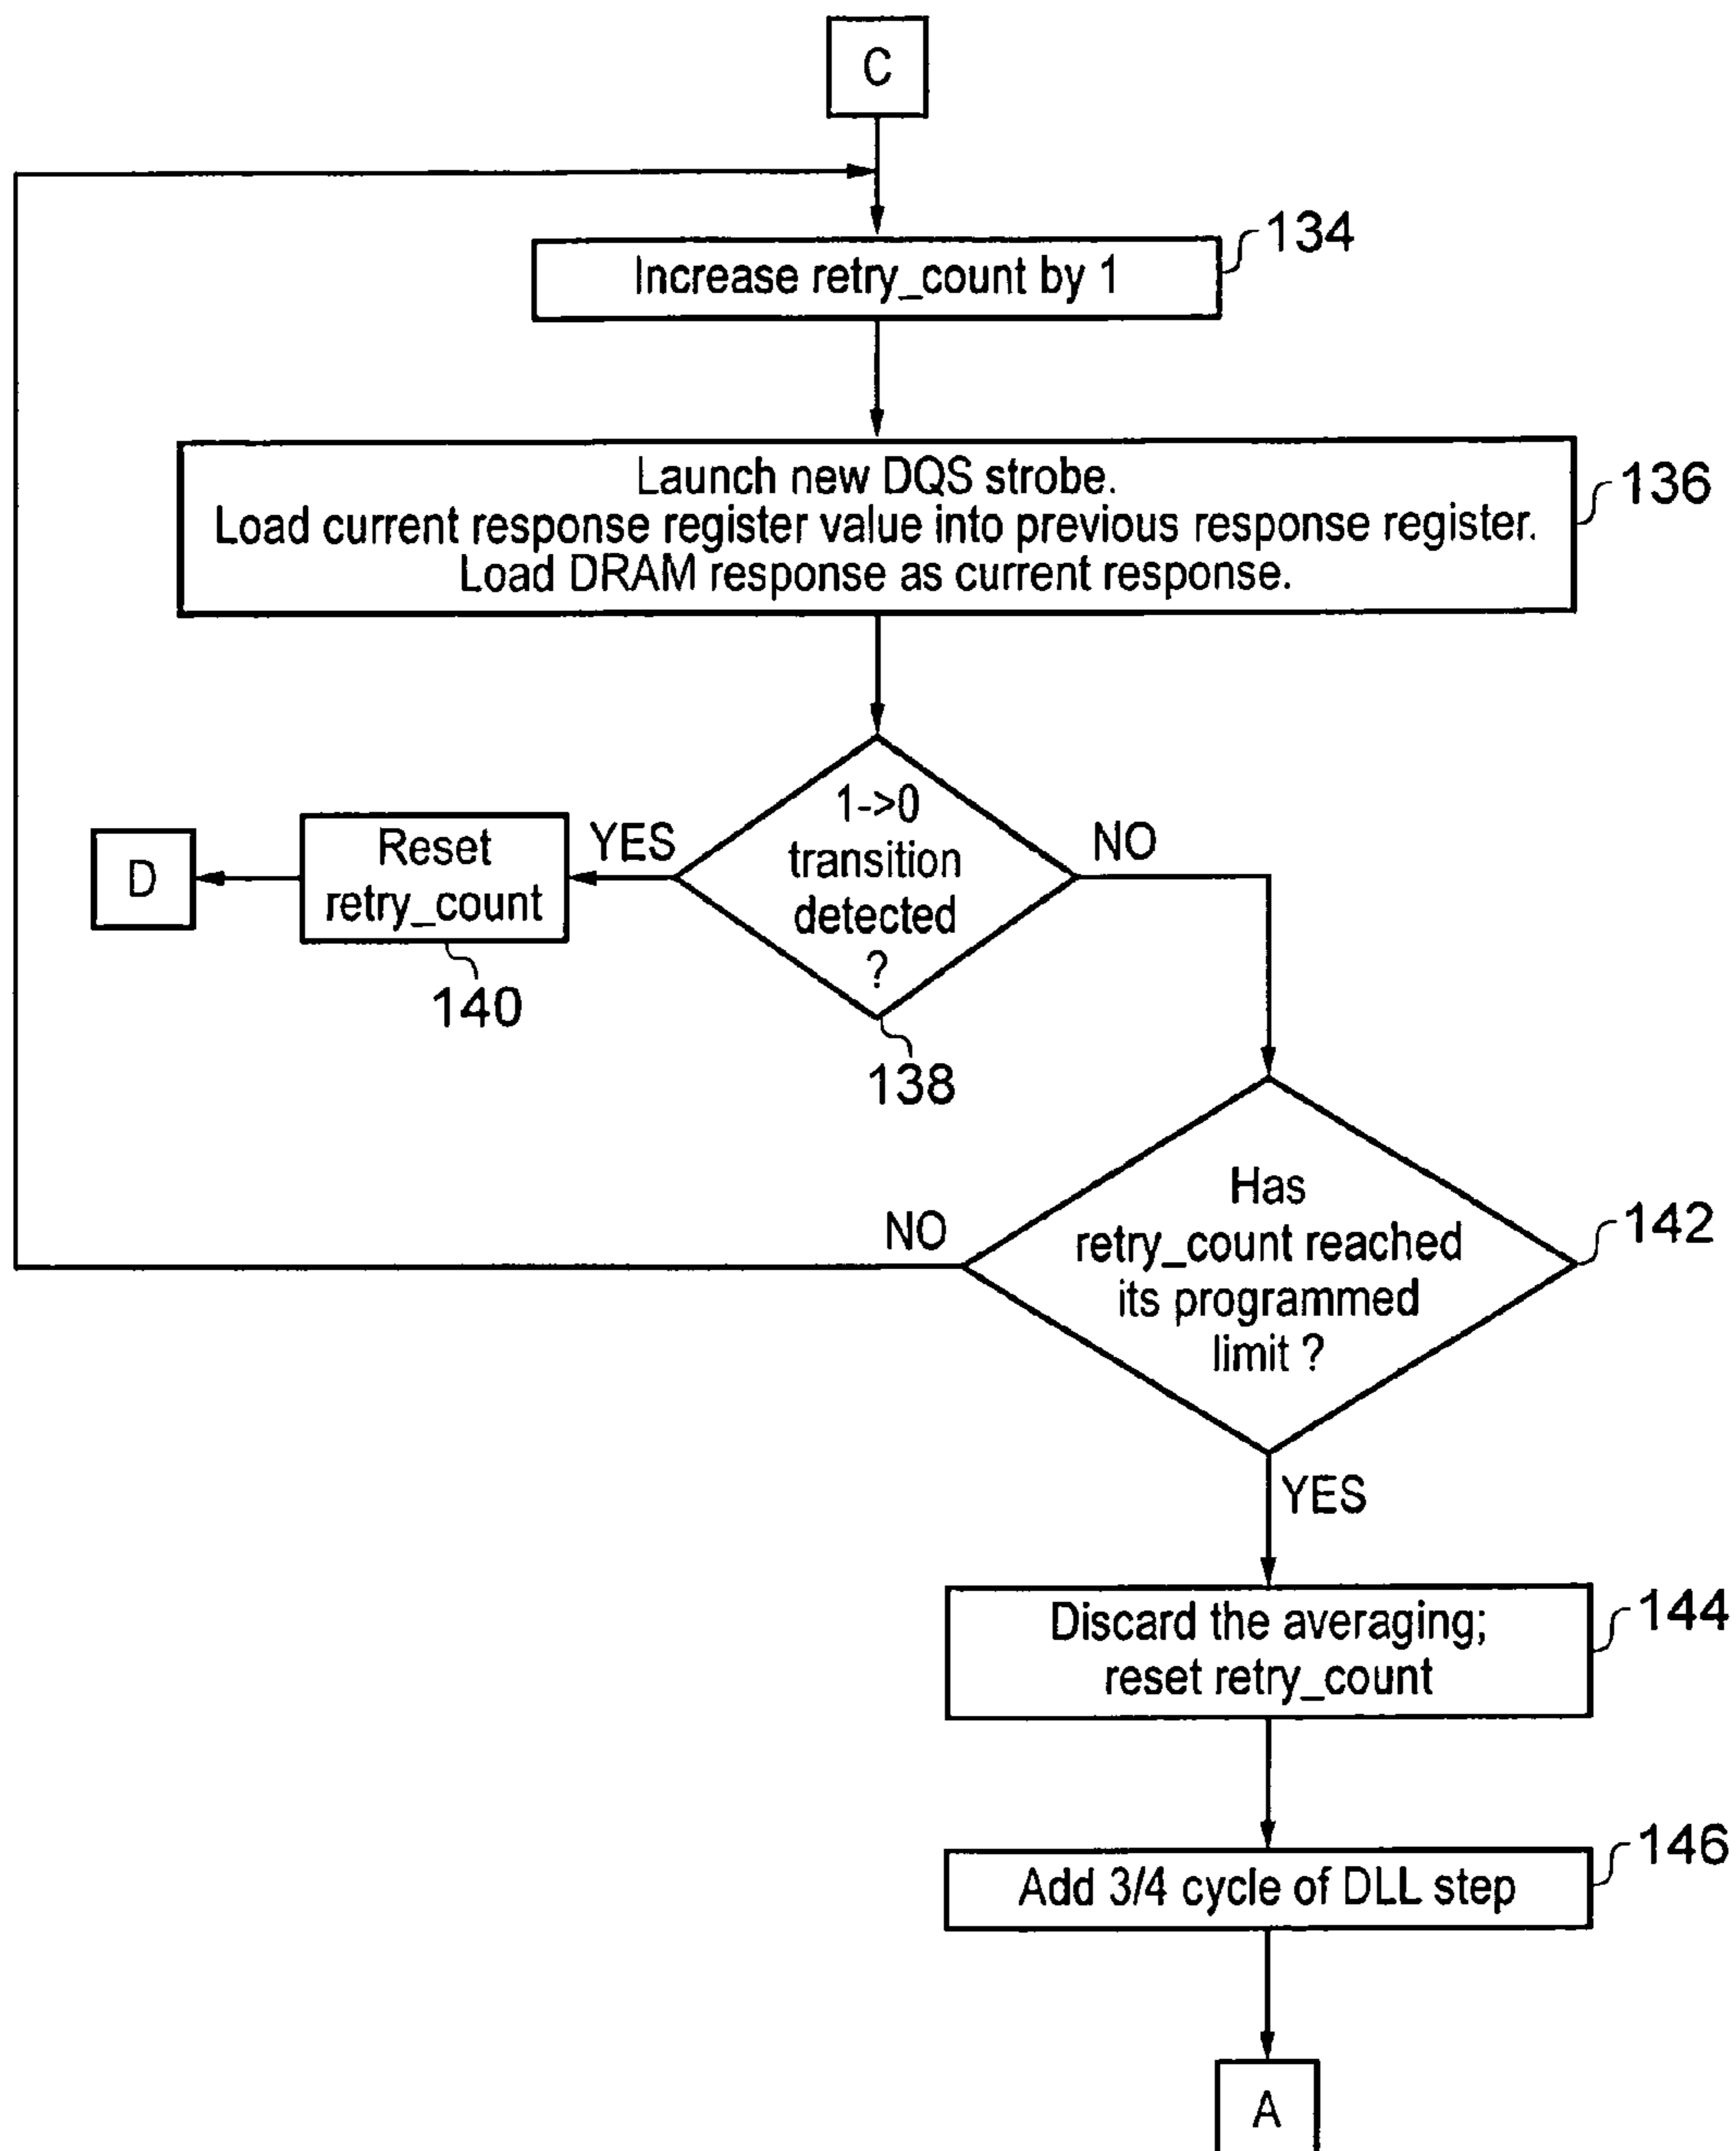 C
134
Increase retry_count by 1
136
Launch new DQS strobe.
Load current response register value into previous response register.
Load DRAM response as current response.
1->0
transition
detected
?
YES
NO
Reset
retry_count
D
140
138
Has
retry_count reached
its programmed
limit ?
NO
142
YES
Discard the averaging;
reset retry_count
144
146
Add 3/4 cycle of DLL step
A